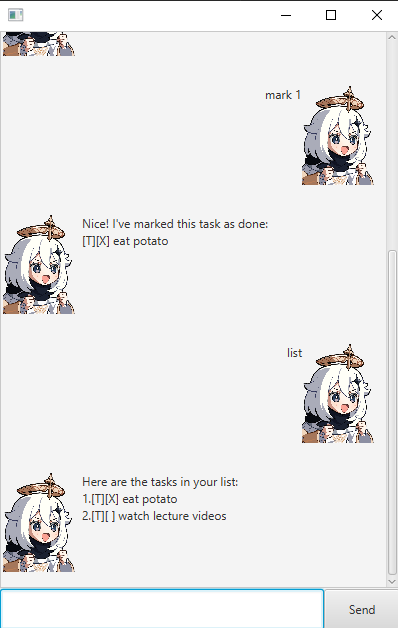 mark 1
Nice! I've marked this task as done:
[T][X] eat potato
list
Here are the tasks in your list:
1.[T][X] eat potato
2.[T][ ] watch lecture videos
Send